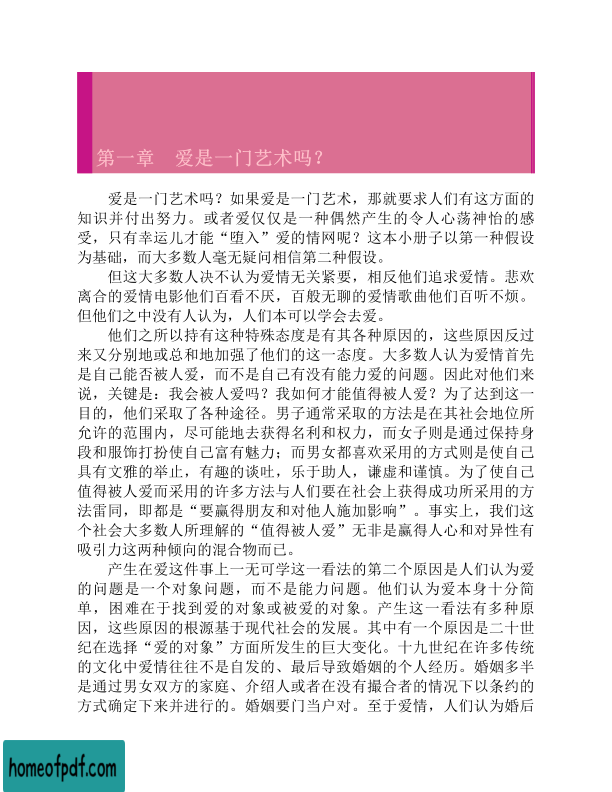 第一章　爱是一门艺术吗？
爱是一门艺术吗？如果爱是一门艺术，那就要求人们有这方面的
知识并付出努力。或者爱仅仅是一种偶然产生的令人心荡神怡的感
受，只有幸运儿才能“堕入”爱的情网呢？这本小册子以第一种假设
为基础，而大多数人毫无疑问相信第二种假设。
但这大多数人决不认为爱情无关紧要，相反他们追求爱情。悲欢
离合的爱情电影他们百看不厌，百般无聊的爱情歌曲他们百听不烦。
但他们之中没有人认为，人们本可以学会去爱。
他们之所以持有这种特殊态度是有其各种原因的，这些原因反过
来又分别地或总和地加强了他们的这一态度。大多数人认为爱情首先
是自己能否被人爱，而不是自己有没有能力爱的问题。因此对他们来
说，关键是：我会被人爱吗？我如何才能值得被人爱？为了达到这一
目的，他们采取了各种途径。男子通常采取的方法是在其社会地位所
允许的范围内，尽可能地去获得名利和权力，而女子则是通过保持身
段和服饰打扮使自己富有魅力；而男女都喜欢采用的方式则是使自己
具有文雅的举止，有趣的谈吐，乐于助人，谦虚和谨慎。为了使自己
值得被人爱而采用的许多方法与人们要在社会上获得成功所采用的方
法雷同，即都是“要赢得朋友和对他人施加影响”。事实上，我们这
个社会大多数人所理解的“值得被人爱”无非是赢得人心和对异性有
吸引力这两种倾向的混合物而已。
产生在爱这件事上一无可学这一看法的第二个原因是人们认为爱
的问题是一个对象问题，而不是能力问题。他们认为爱本身十分简
单，困难在于找到爱的对象或被爱的对象。产生这一看法有多种原
因，这些原因的根源基于现代社会的发展。其中有一个原因是二十世
纪在选择“爱的对象”方面所发生的巨大变化。十九世纪在许多传统
的文化中爱情往往不是自发的、最后导致婚姻的个人经历。婚姻多半
是通过男女双方的家庭、介绍人或者在没有撮合者的情况下以条约的
方式确定下来并进行的。婚姻要门当户对。至于爱情，人们认为婚后
homeofpdf.com